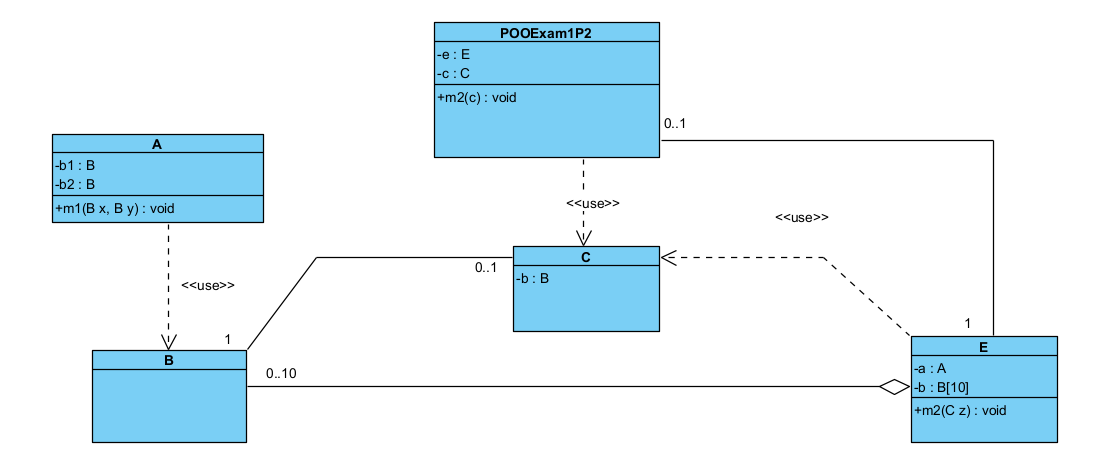 POOExam1P2
-e : E
-c : C
+m2(c) : void
0..1
A
-b1 : B
-b2 : B
+m1(B x, B y) : void
<<use>>
<<use>>
C
-b : B
0..1
<<use>>
1
B
0..10
1
E
-a : A
-b : B[10]
+m2(C z) : void